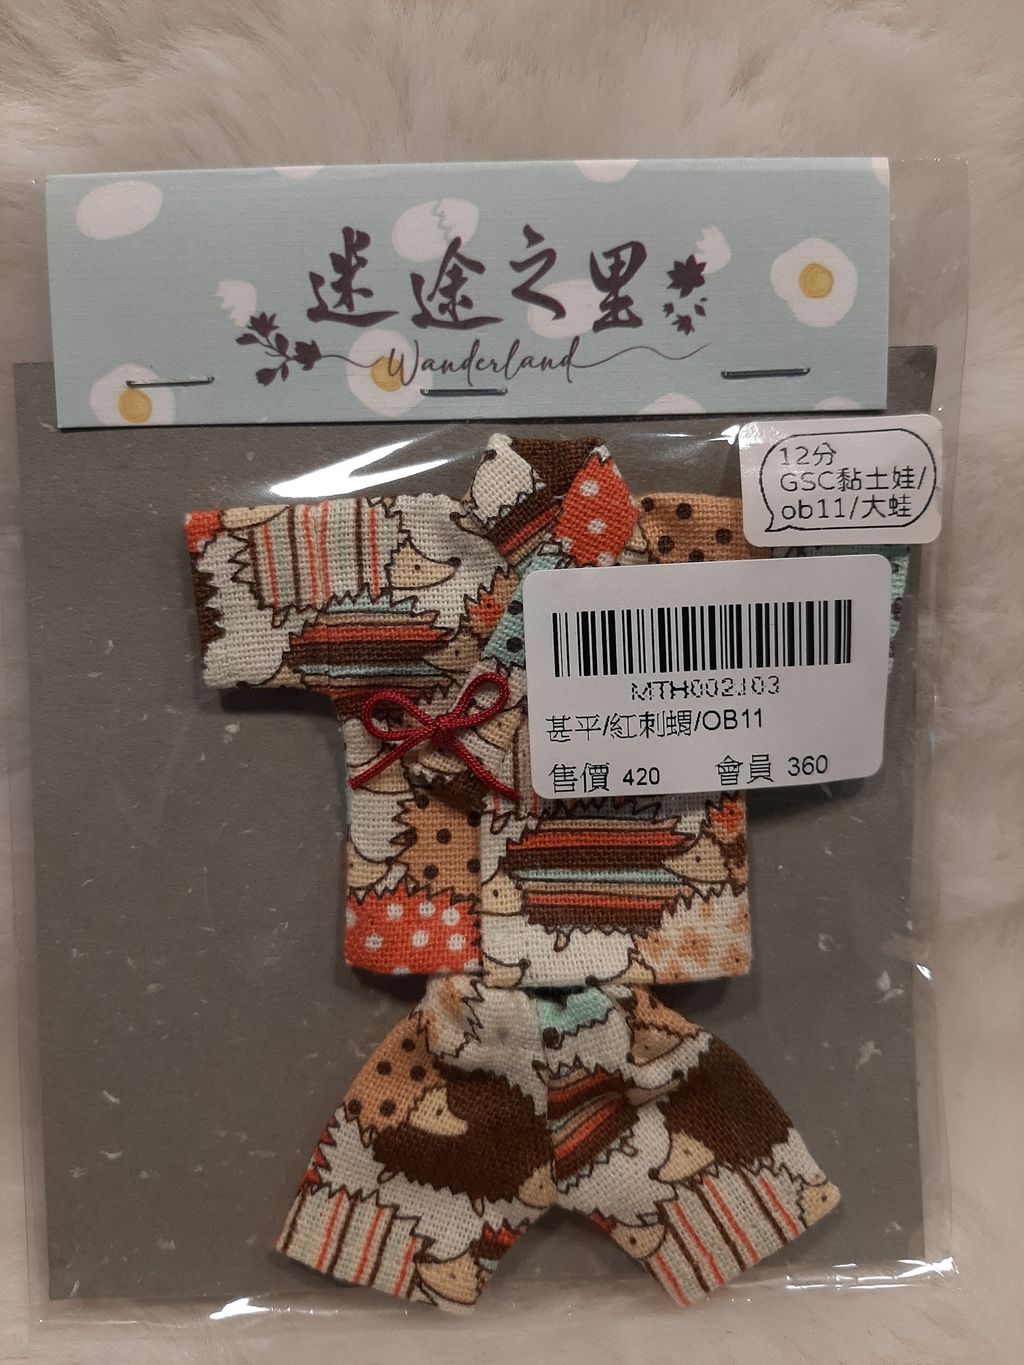 迷途之里
Wanderland
12分
GSC黏土娃/
ob11/大蛙
MTH002103
甚平/紅刺蝟/OB11
售價 420 會員 360